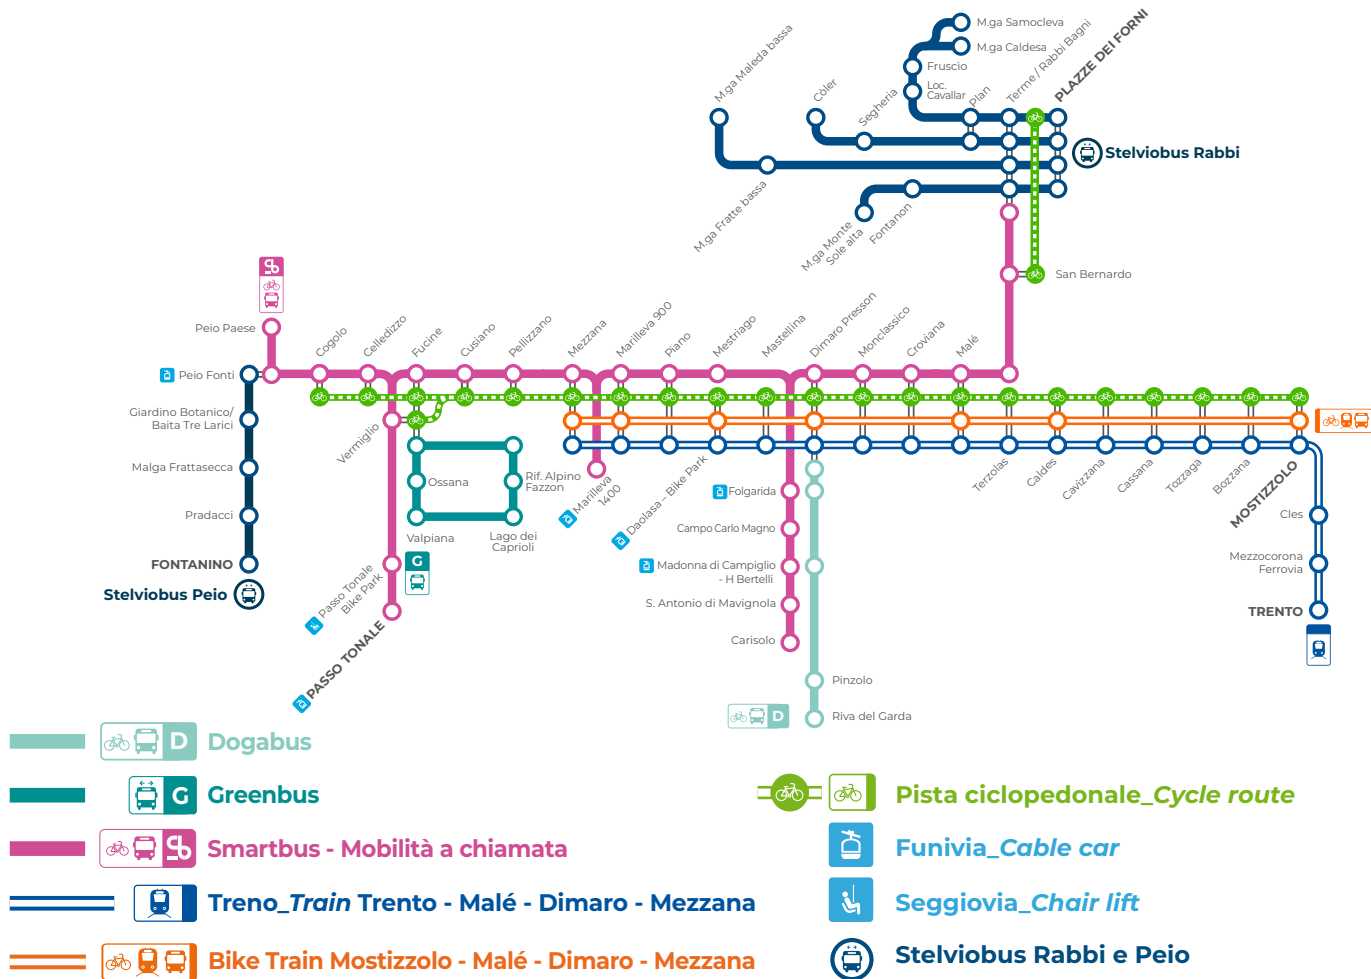 M.ga Samocleva
M.ga Caldesa
Fruscìo
Loc.
Cavallar
M.ga Maleda bassa
Còler
Segheria
Plan
Terme / Rabbi Bagni
PLAZZE DEI FORNI
Stelviobus Rabbi
M.ga Fratte bassa
M.ga Monte
Sole alta
Fontanon
San Bernardo
Peio Paese
Peio Fonti
Giardino Botanico/
Baita Tre Larici
Malga Frattasecca
Pradacci
FONTANINO
Stelviobus Peio
Cogolo
Celledizzo
Fucine
Cusiano
Pellizzano
Mezzana
Marilleva 900
Piano
Mestriago
Mastellina
Dimaro Presson
Monclassico
Croviana
Malé
Vermiglio
Ossana
Rif. Alpino
Fazzon
Valpiana
Lago dei
Caprioli
G
Passo Tonale
Bike Park
PASSO TONALE
Marilleva
1400
Daolasa – Bike Park
Folgarida
Campo Carlo Magno
Madonna di Campiglio
- H Bertelli
S. Antonio di Mavignola
Carisolo
Pinzolo
Riva del Garda
D
Terzolas
Caldes
Cavizzana
Cassana
Tozzaga
Bozzana
MOSTIZZOLO
Cles
Mezzocorona
Ferrovia
TRENTO
D Dogabus
G Greenbus
Sb Smartbus - Mobilità a chiamata
Treno_Train Trento - Malé - Dimaro - Mezzana
Bike Train Mostizzolo - Malé - Dimaro - Mezzana
Pista ciclopedonale_Cycle route
Funivia_Cable car
Seggiovia_Chair lift
Stelviobus Rabbi e Peio